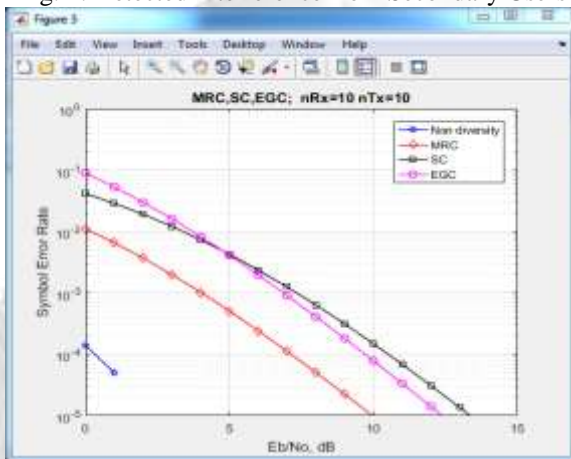 Figure 3
File Edit View Insert Tools Desktop Window Help
MRC,SC,EGC; nRx=10 nTx=10
Non diversity
MRC
SC
EGC
Symbol Error Rate
10^0
10^-1
10^-2
10^-3
10^-4
10^-5
0 5 10 15
Eb/No, dB